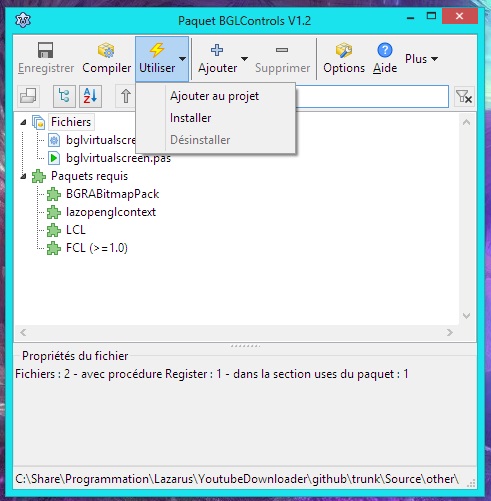 Paquet BGLControls V1.2
Enregistrer Compiler Utiliser Ajouter Supprimer Options Aide Plus
Ajouter au projet
Installer
Désinstaller
Fichiers
bglvirtualscree
bglvirtualscreen.pas
Paquets requis
BGRABitmapPack
lazopenglcontext
LCL
FCL (>=1.0)
Propriétés du fichier
Fichiers : 2 - avec procédure Register : 1 - dans la section uses du paquet : 1
C:\Share\Programmation\Lazarus\YoutubeDownloader\github\trunk\Source\other\